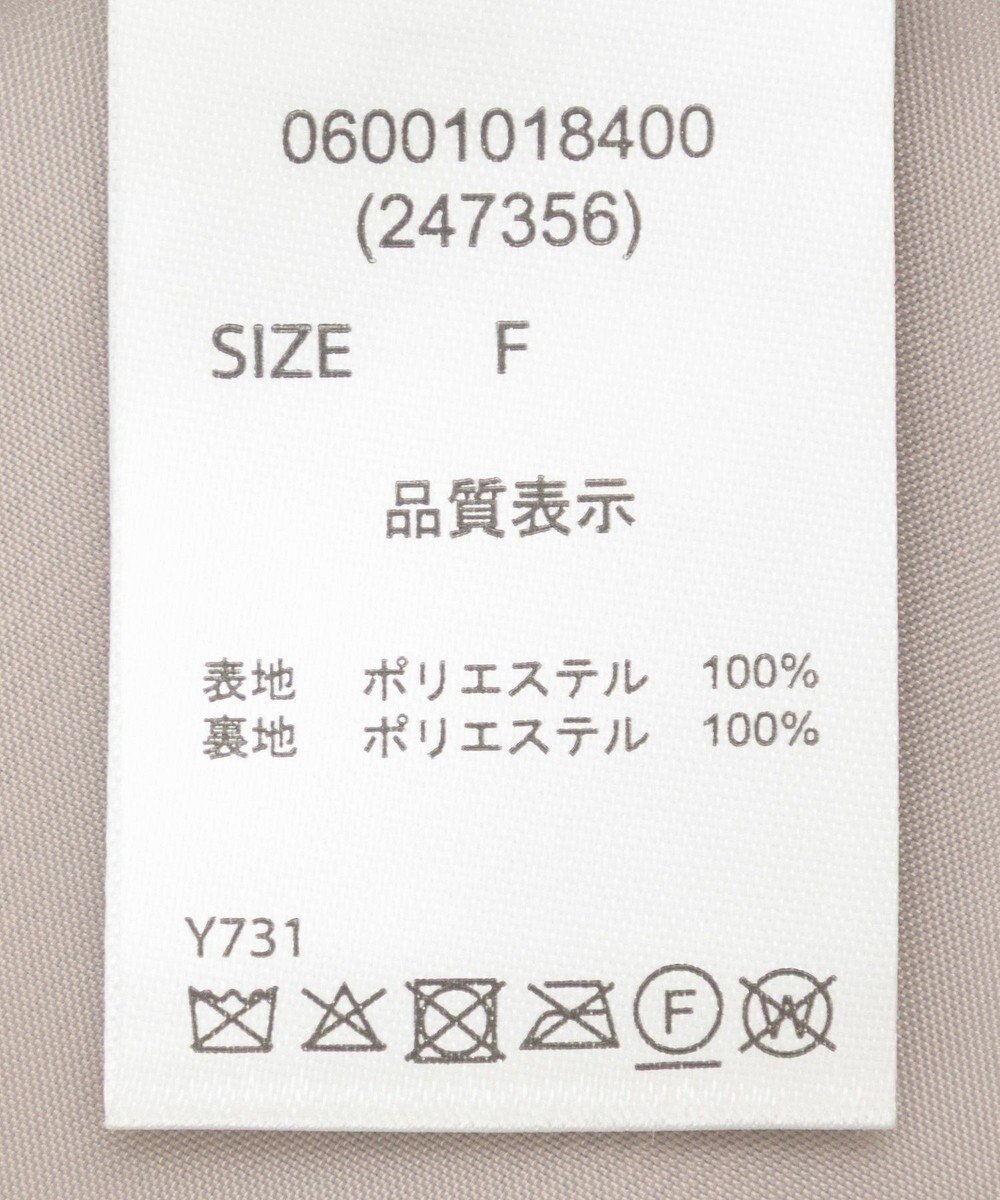 06001018400
(247356)
SIZE F
品質表示
表地 ポリエステル 100%
裏地 ポリエステル 100%
Y731
F W